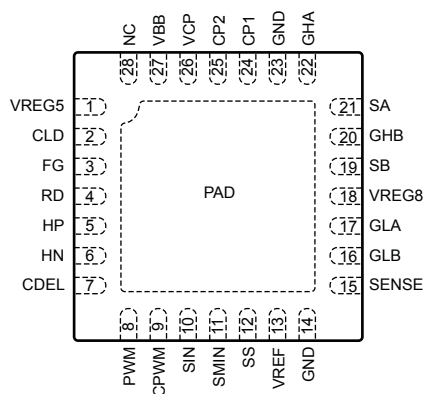 NC
VBB
VCP
CP2
CP1
GND
GHA
28
27
26
25
24
23
22
VREG5 1
CLD 2
FG 3
RD 4
HP 5
HN 6
CDEL 7
PAD
21 SA
20 GHB
19 SB
18 VREG8
17 GLA
16 GLB
15 SENSE
8
9
10
11
12
13
14
PWM
CPWM
SIN
SMIN
SS
VREF
GND